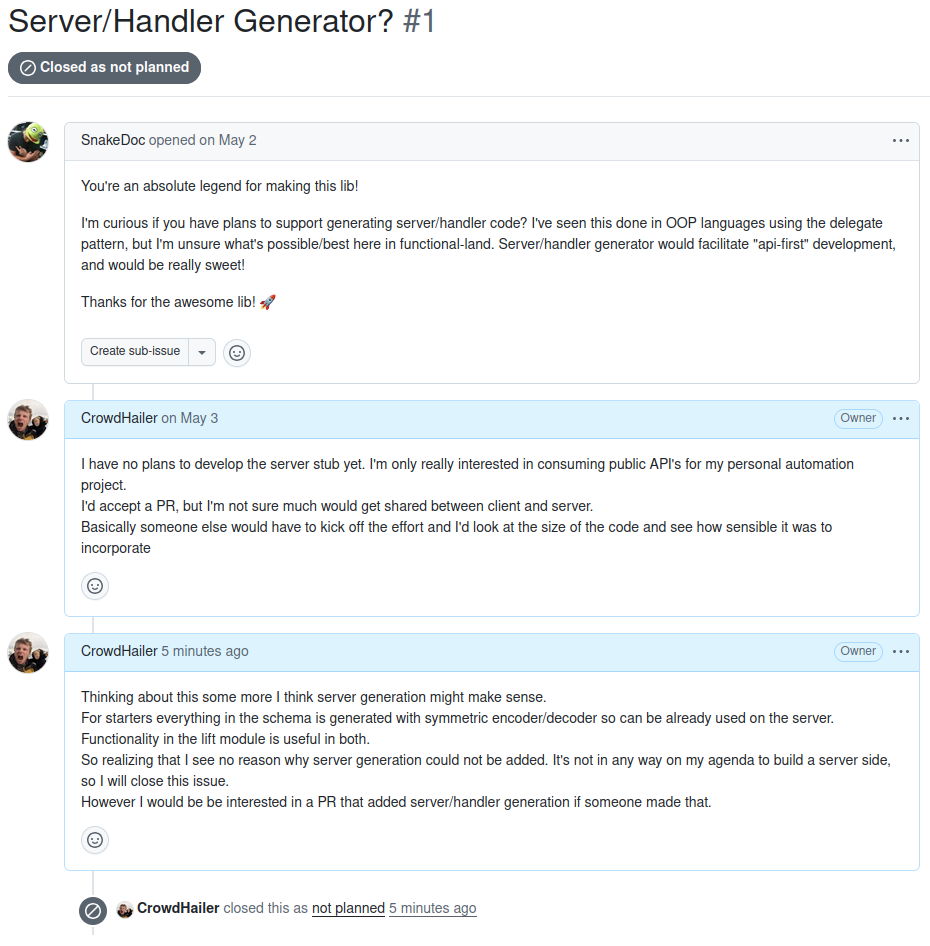 Server/Handler Generator? #1
Closed as not planned
SnakeDoc opened on May 2
You're an absolute legend for making this lib!
I'm curious if you have plans to support generating server/handler code? I've seen this done in OOP languages using the delegate
pattern, but I'm unsure what's possible/best here in functional-land. Server/handler generator would facilitate "api-first" development,
and would be really sweet!
Thanks for the awesome lib! 🚀
Create sub-issue
CrowdHailer on May 3
Owner
I have no plans to develop the server stub yet. I'm only really interested in consuming public API's for my personal automation
project.
I'd accept a PR, but I'm not sure much would get shared between client and server.
Basically someone else would have to kick off the effort and I'd look at the size of the code and see how sensible it was to
incorporate
CrowdHailer 5 minutes ago
Owner
Thinking about this some more I think server generation might make sense.
For starters everything in the schema is generated with symmetric encoder/decoder so can be already used on the server.
Functionality in the lift module is useful in both.
So realizing that I see no reason why server generation could not be added. It's not in any way on my agenda to build a server side,
so I will close this issue.
However I would be be interested in a PR that added server/handler generation if someone made that.
CrowdHailer closed this as not planned 5 minutes ago